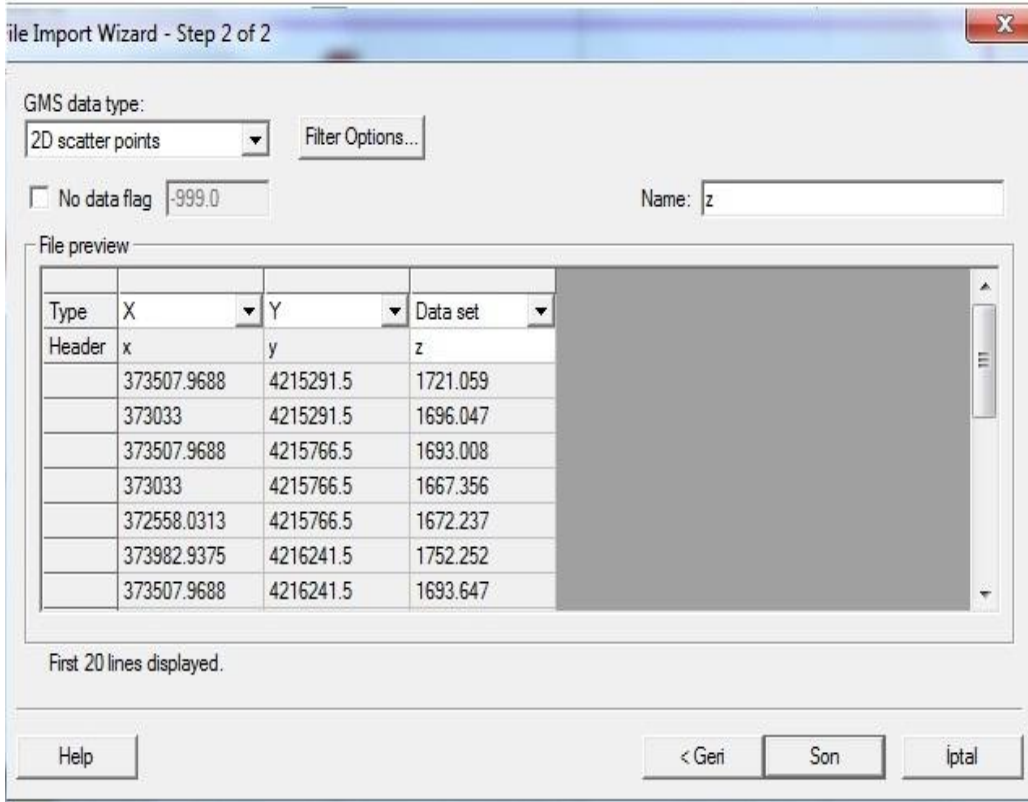 ile Import Wizard - Step 2 of 2
X
GMS data type:
2D scatter points
Filter Options...
No data flag -999.0
Name: z
File preview
Type X Y Data set
Header x y z
373507.9688 4215291.5 1721.059
373033 4215291.5 1696.047
373507.9688 4215766.5 1693.008
373033 4215766.5 1667.356
372558.0313 4215766.5 1672.237
373982.9375 4216241.5 1752.252
373507.9688 4216241.5 1693.647
First 20 lines displayed.
Help < Geri Son İptal